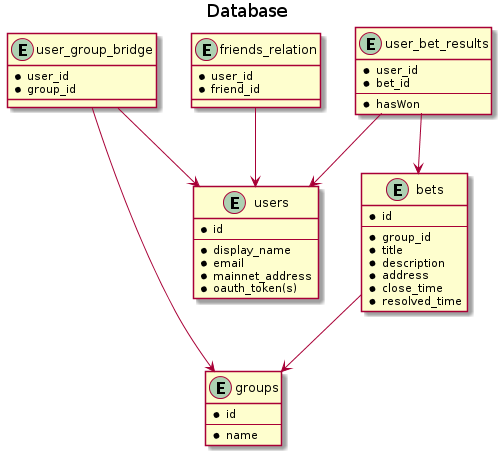 Database
E user_group_bridge
user_id
group_id
E friends_relation
user_id
friend_id
E user_bet_results
user_id
bet_id
hasWon
E users
id
display_name
email
mainnet_address
oauth_token(s)
E bets
id
group_id
title
description
address
close_time
resolved_time
E groups
id
name